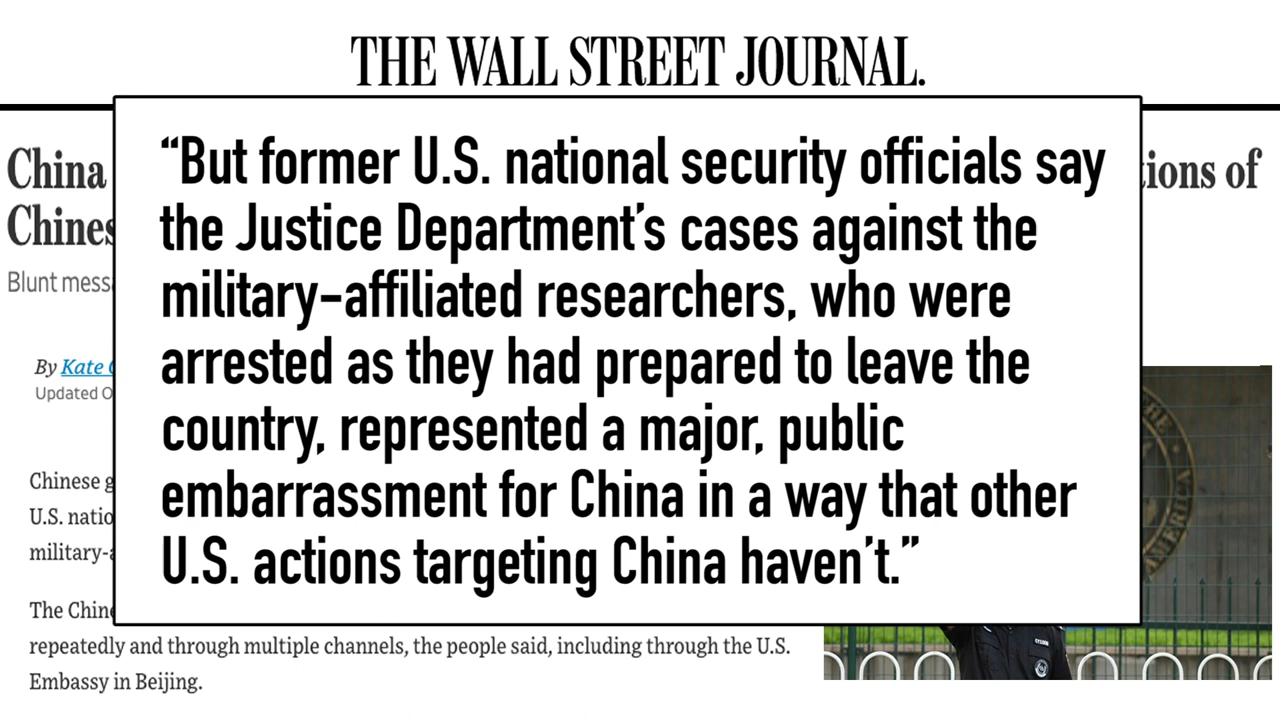 THE WALL STREET JOURNAL.
China
tions of
Chines
Blunt mess
“But former U.S. national security officials say
the Justice Department’s cases against the
military-affiliated researchers, who were
arrested as they had prepared to leave the
country, represented a major, public
embarrassment for China in a way that other
U.S. actions targeting China haven’t.”
By Kate
Updated O
Chinese g
U.S. natio
military-a
The Chine
repeatedly and through multiple channels, the people said, including through the U.S.
Embassy in Beijing.
AMERICA